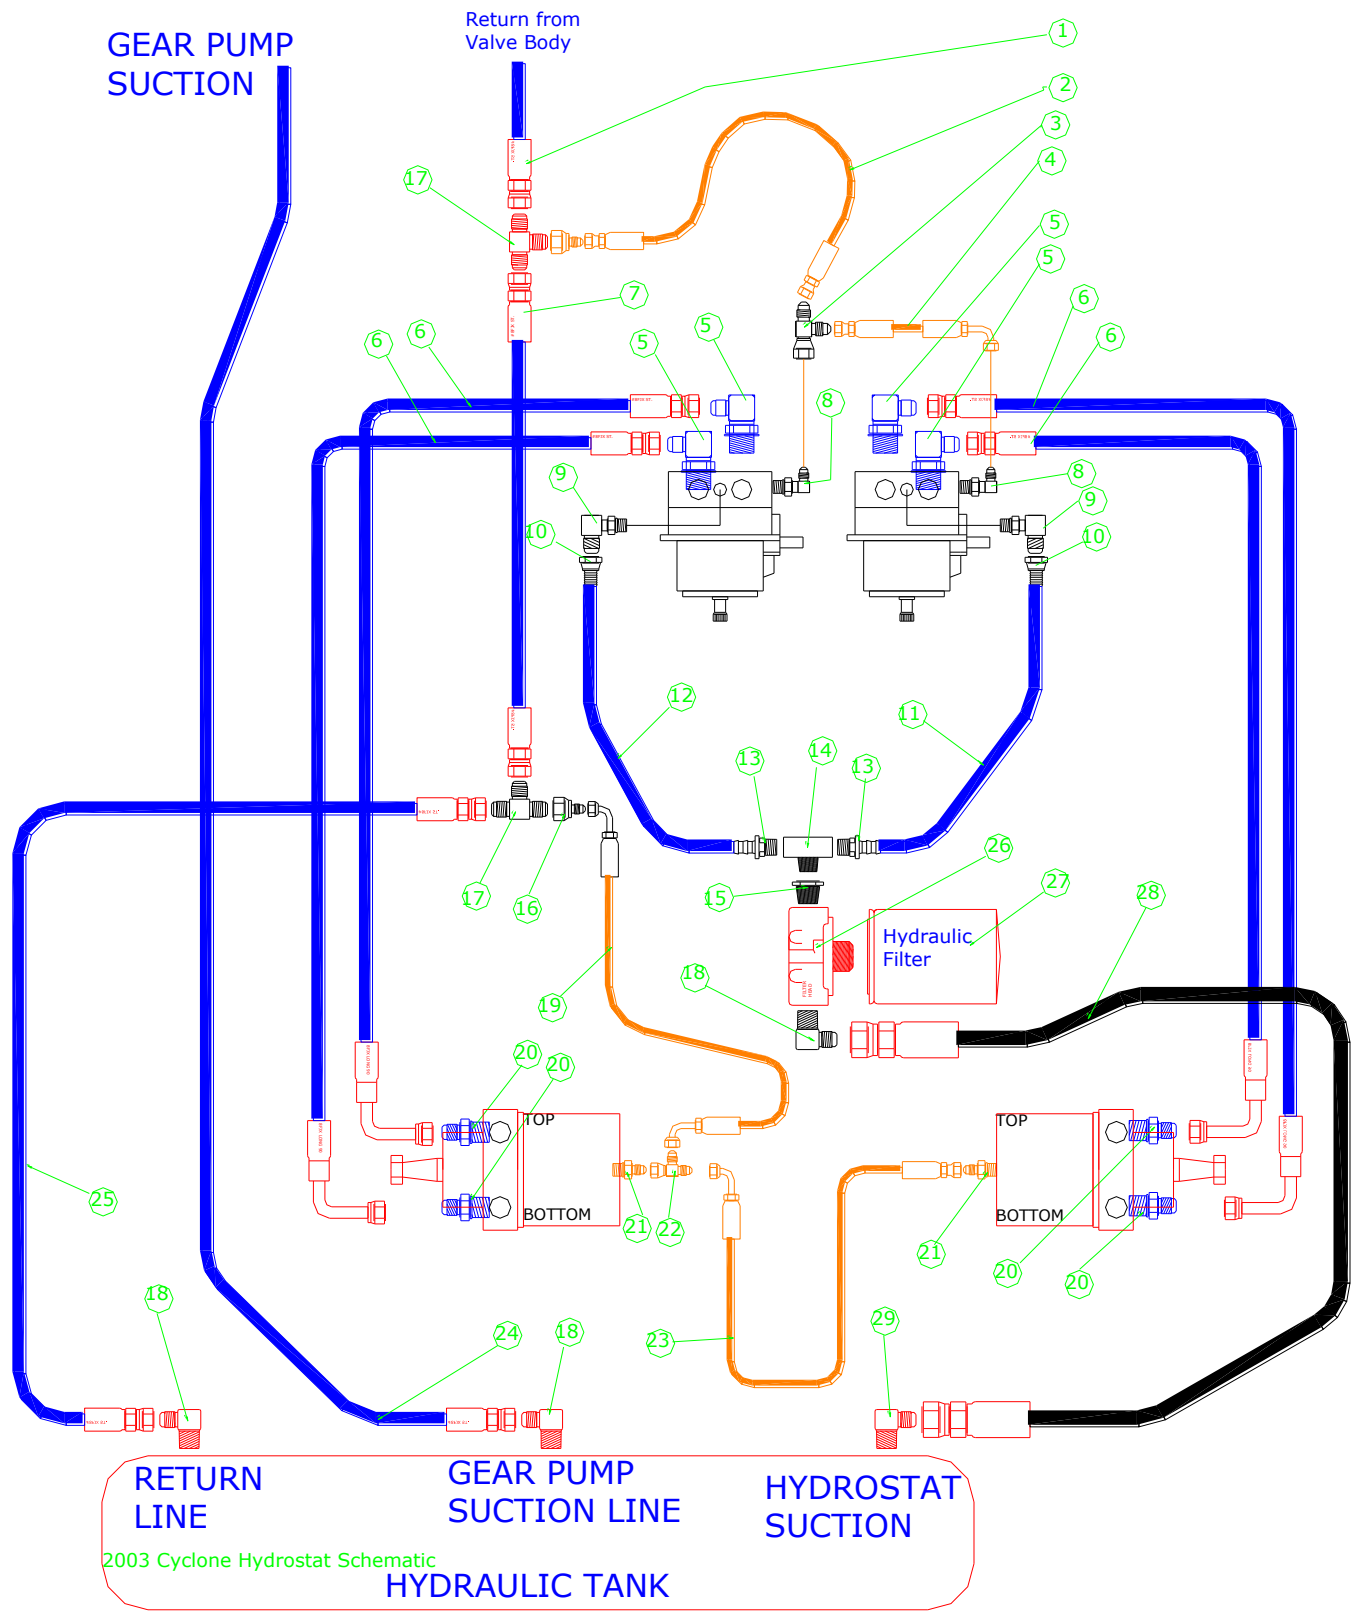 Return from
Valve Body
GEAR PUMP
SUCTION
1
2
3
4
17
5
5
7
6
5
6
5
6
6
8
8
9
9
10
10
12
11
13
14
13
26
15
27
28
17
16
Hydraulic
Filter
FILTER
HEAD
18
19
20
20
TOP
TOP
BOTTOM
BOTTOM
25
21
22
21
20
20
18
24
18
23
29
RETURN
LINE
GEAR PUMP
SUCTION LINE
HYDROSTAT
SUCTION
2003 Cyclone Hydrostat Schematic
HYDRAULIC TANK